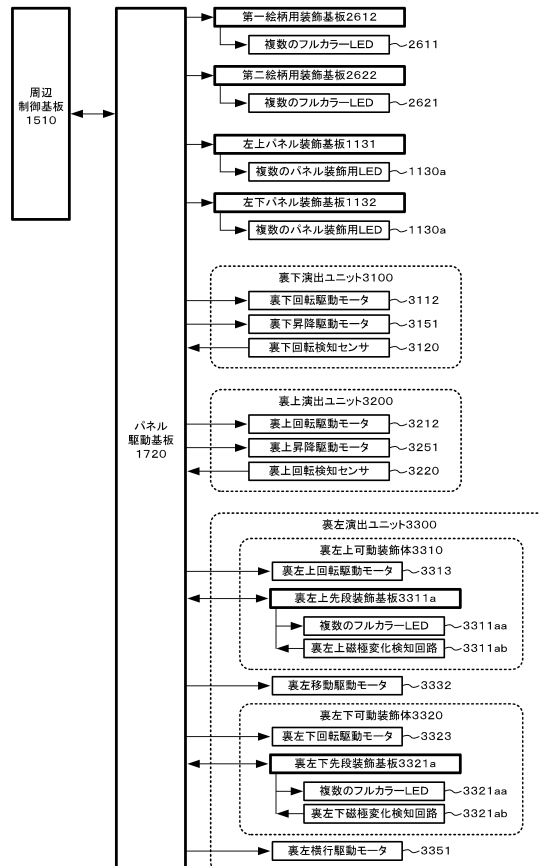 周辺
制御基板
1510
パネル
駆動基板
1720
第一絵柄用装飾基板2612
複数のフルカラーLED 2611
第二絵柄用装飾基板2622
複数のフルカラーLED 2621
左上パネル装飾基板1131
複数のパネル装飾用LED 1130a
左下パネル装飾基板1132
複数のパネル装飾用LED 1130a
裏下演出ユニット3100
裏下回転駆動モータ 3112
裏下昇降駆動モータ 3151
裏下回転検知センサ 3120
裏上演出ユニット3200
裏上回転駆動モータ 3212
裏上昇降駆動モータ 3251
裏上回転検知センサ 3220
裏左演出ユニット3300
裏左上可動装飾体3310
裏左上回転駆動モータ 3313
裏左上先段装飾基板3311a
複数のフルカラーLED 3311aa
裏左上磁極変化検知回路 3311ab
裏左移動駆動モータ 3332
裏左下可動装飾体3320
裏左下回転駆動モータ 3323
裏左下先段装飾基板3321a
複数のフルカラーLED 3321aa
裏左下磁極変化検知回路 3321ab
裏左横行駆動モータ 3351